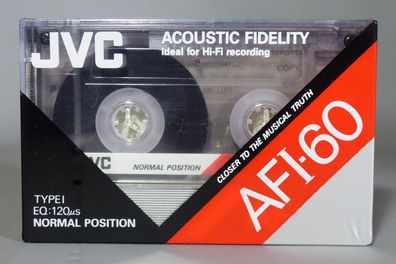 JVC
ACOUSTIC FIDELITY
Ideal for Hi-Fi recording
COPY
JVC
NORMAL POSITION
CLOSER TO THE MUSICAL TRUTH
AFI-60
TYPE I
EQ:120µs
NORMAL POSITION